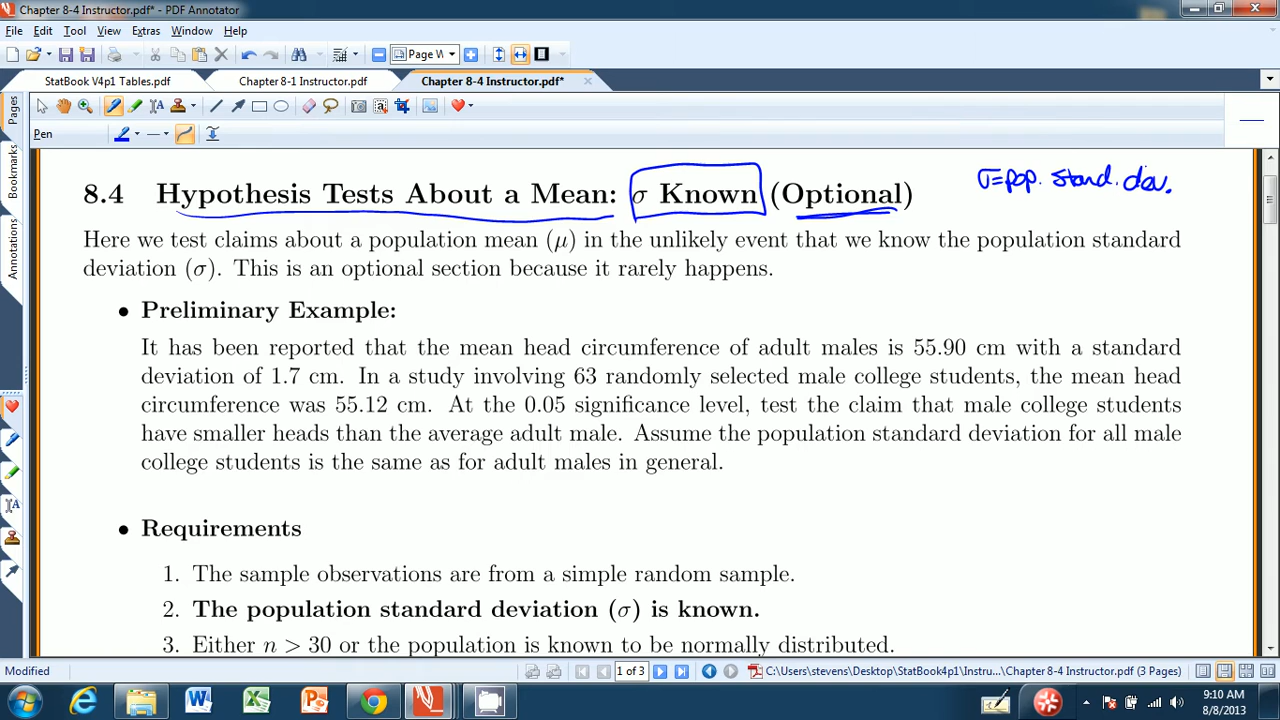 Chapter 8-4 Instructor.pdf* - PDF Annotator
File Edit Tool View Extras Window Help
Page W
StatBook V4p1 Tables.pdf Chapter 8-1 Instructor.pdf Chapter 8-4 Instructor.pdf*
Pen
Pages
Bookmarks
Annotations
8.4 Hypothesis Tests About a Mean: σ Known (Optional)
σ=pop. stand. dev.
Here we test claims about a population mean (μ) in the unlikely event that we know the population standard
deviation (σ). This is an optional section because it rarely happens.
• Preliminary Example:
It has been reported that the mean head circumference of adult males is 55.90 cm with a standard
deviation of 1.7 cm. In a study involving 63 randomly selected male college students, the mean head
circumference was 55.12 cm. At the 0.05 significance level, test the claim that male college students
have smaller heads than the average adult male. Assume the population standard deviation for all male
college students is the same as for adult males in general.
• Requirements
1. The sample observations are from a simple random sample.
2. The population standard deviation (σ) is known.
3. Either n > 30 or the population is known to be normally distributed.
Modified
1 of 3
C:\Users\stevens\Desktop\StatBook4p1\Instru...\Chapter 8-4 Instructor.pdf (3 Pages)
9:10 AM
8/8/2013